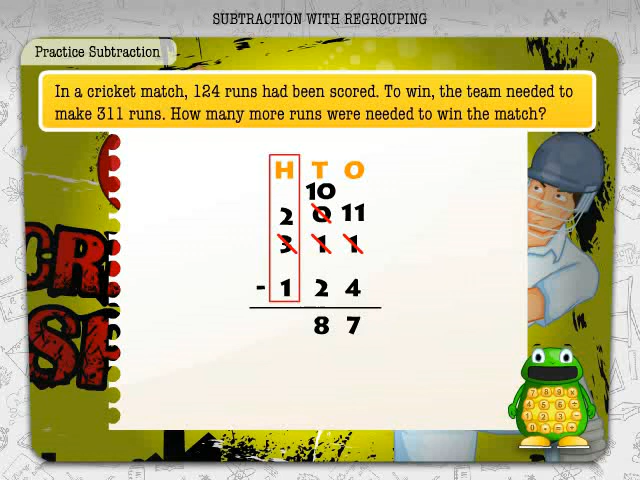 SUBTRACTION WITH REGROUPING
Practice Subtraction
In a cricket match, 124 runs had been scored. To win, the team needed to
make 311 runs. How many more runs were needed to win the match?
H T O
10
2 0 11
3 1 1
- 1 2 4
8 7